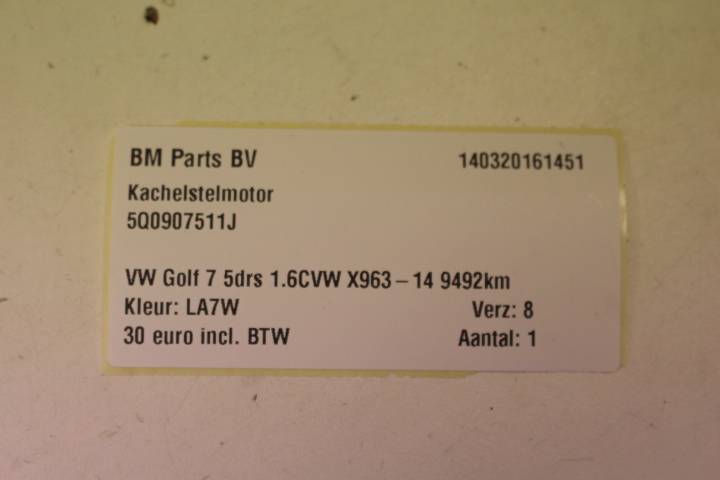 BM Parts BV 140320161451
Kachelstelmotor
5Q0907511J
VW Golf 7 5drs 1.6CVW X963 – 14 9492km
Kleur: LA7W Verz: 8
30 euro incl. BTW Aantal: 1